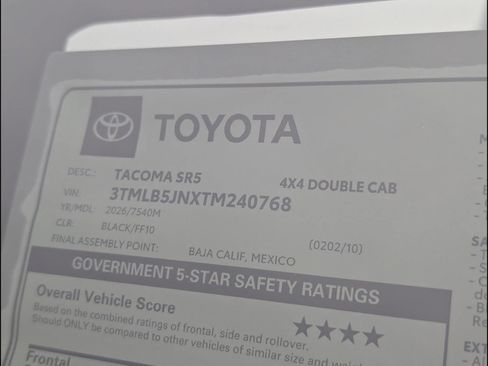 TOYOTA
DESC.: TACOMA SR5 4X4 DOUBLE CAB
VIN: 3TMLB5JNXTM240768
YR/MDL: 2026/7540M
CLR: BLACK/FF10
FINAL ASSEMBLY POINT: BAJA CALIF, MEXICO (0202/10)
GOVERNMENT 5-STAR SAFETY RATINGS
Overall Vehicle Score ★★★★
Based on the combined ratings of frontal, side and rollover.
Should ONLY be compared to other vehicles of similar size and
Frontal